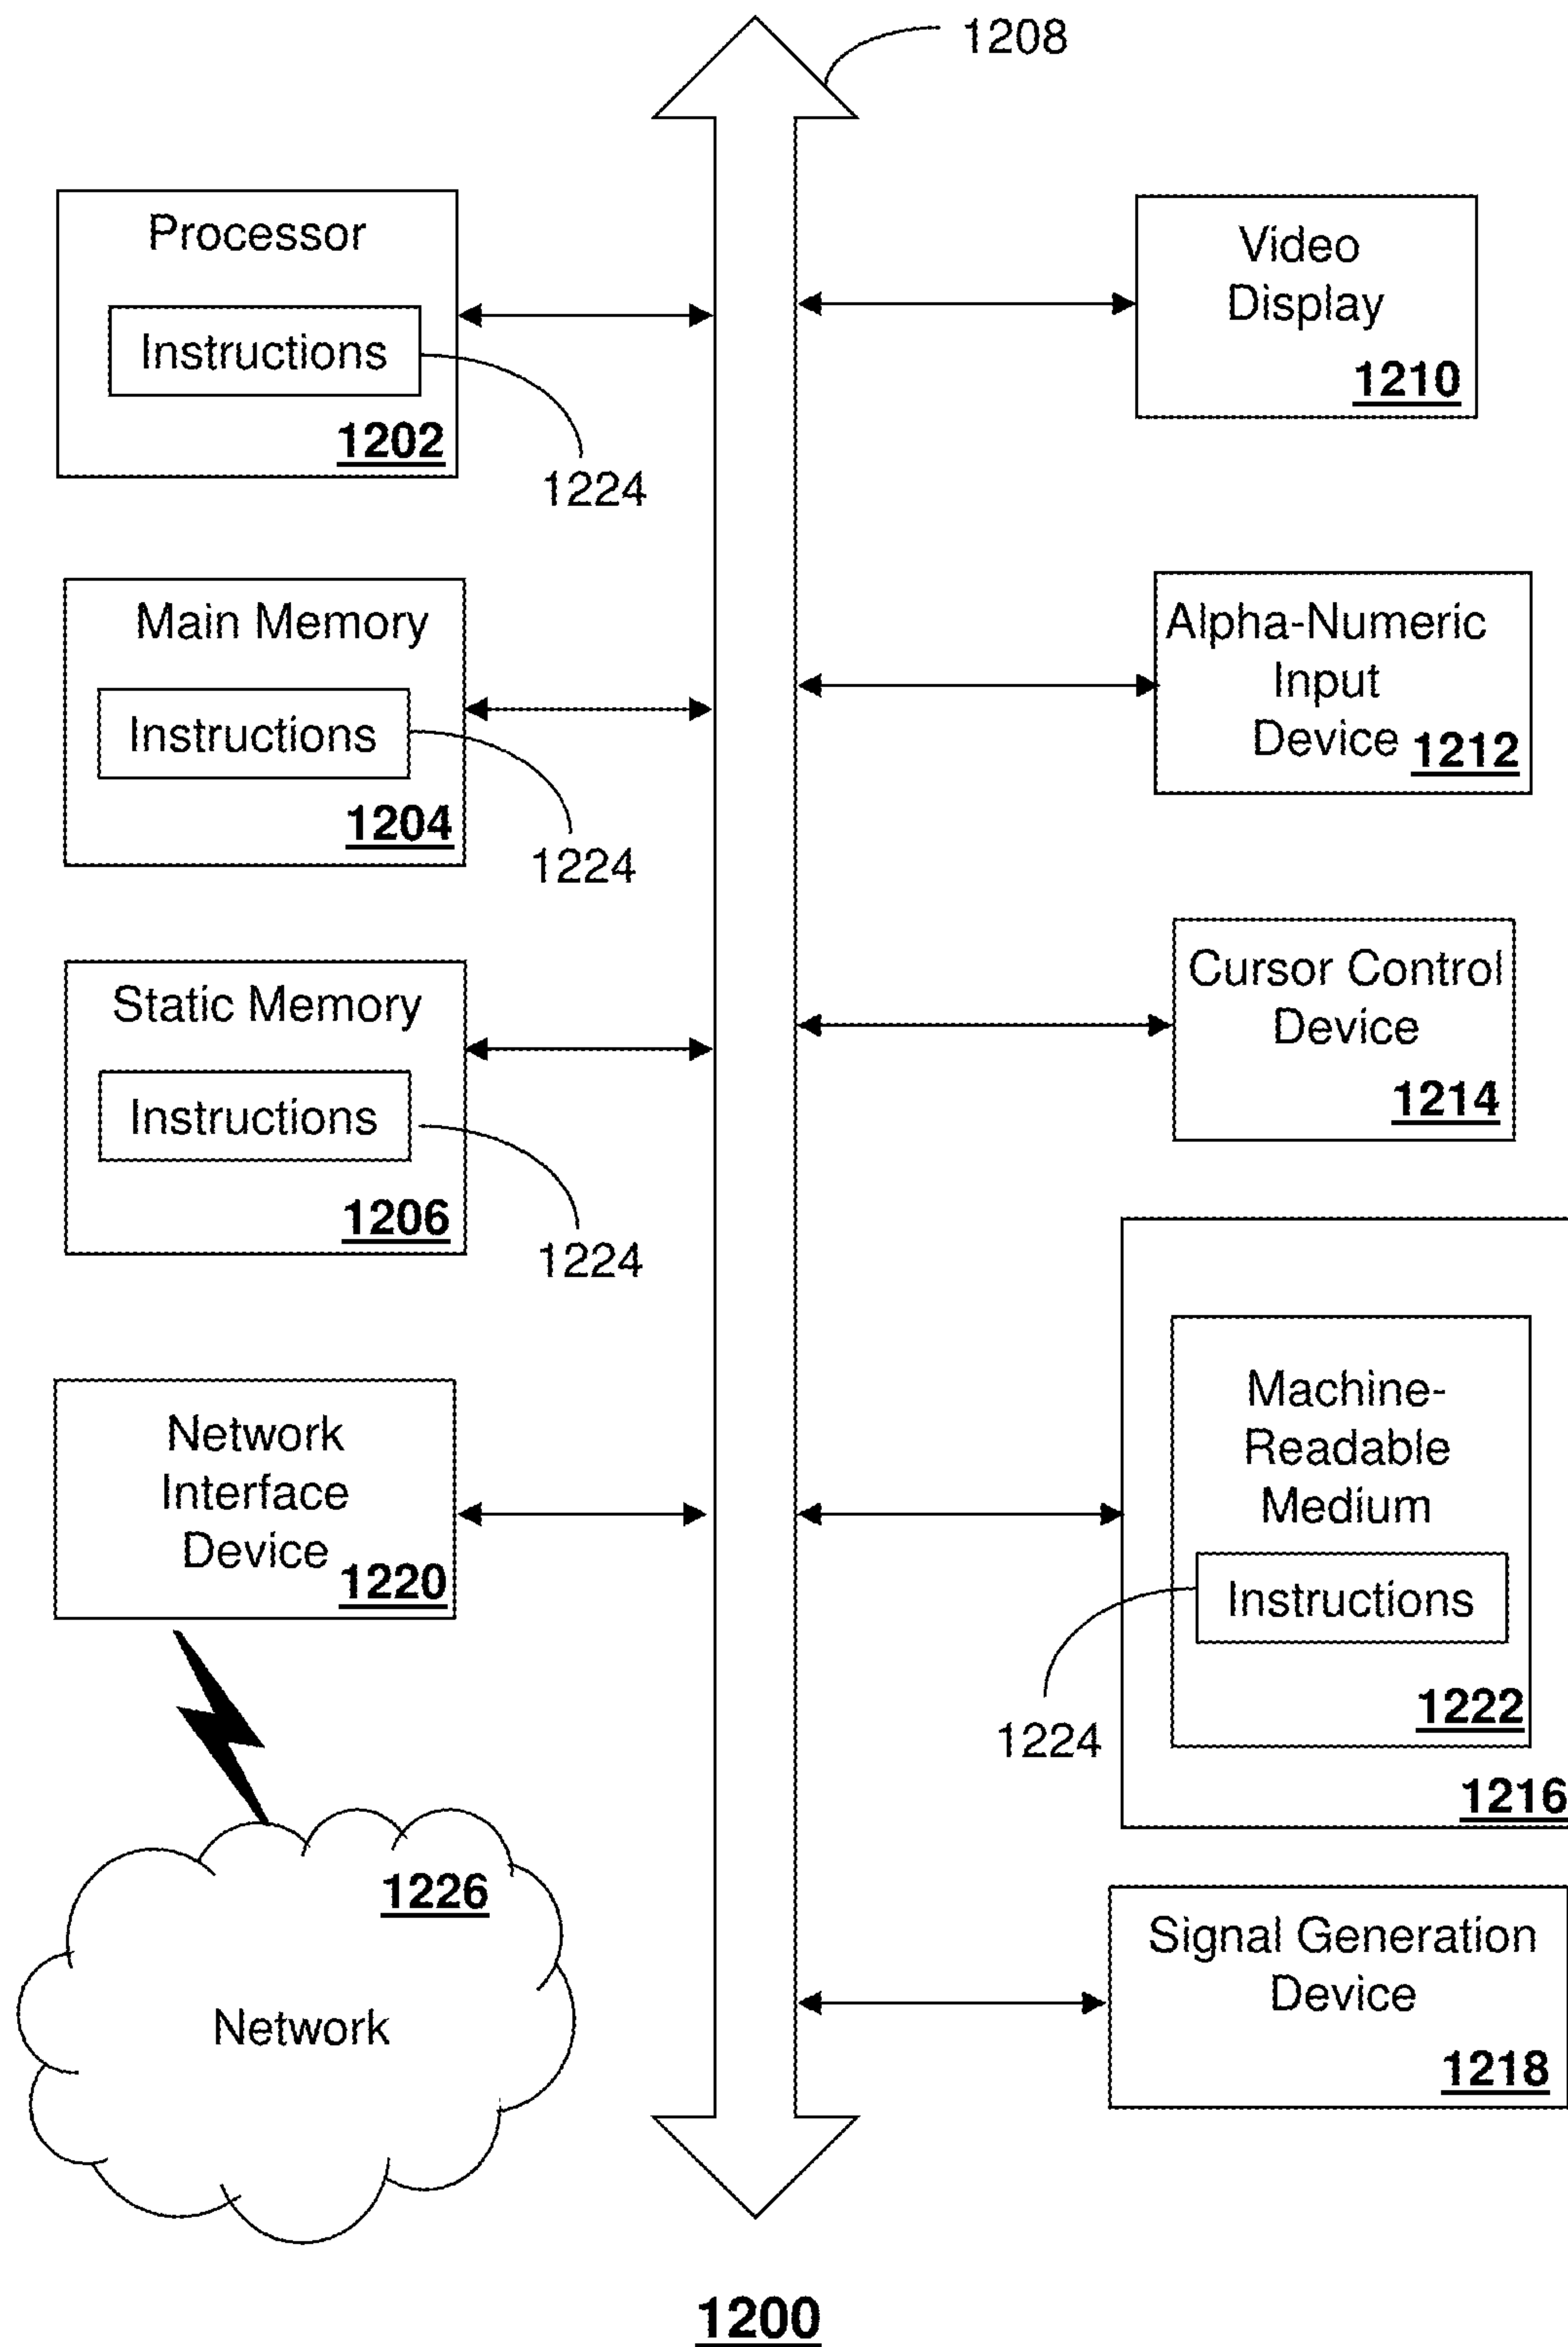 1208
Processor
Instructions
1202
1224
Main Memory
Instructions
1204
1224
Static Memory
Instructions
1206
1224
Network
Interface
Device
1220
1226
Network
Video
Display
1210
Alpha-Numeric
Input
Device 1212
Cursor Control
Device
1214
Machine-
Readable
Medium
Instructions
1222
1224
1216
Signal Generation
Device
1218
1200